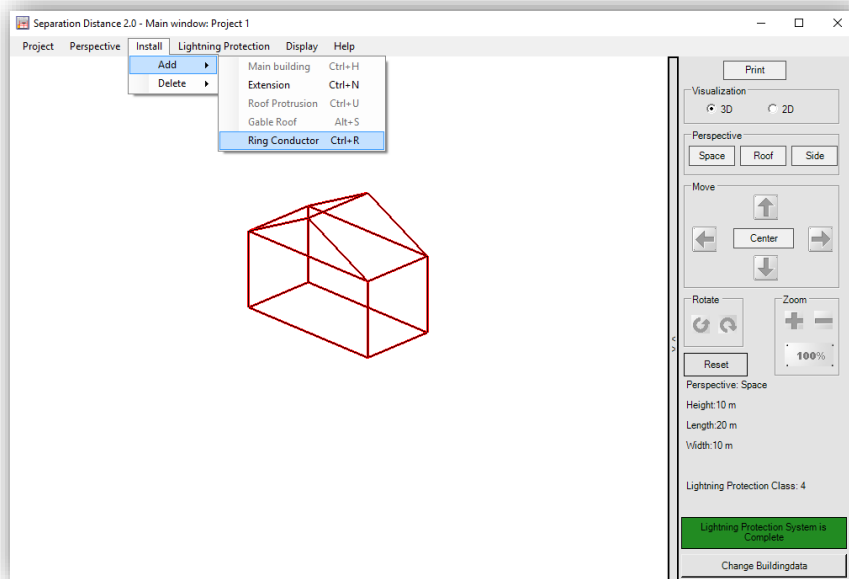 Separation Distance 2.0 - Main window: Project 1
Project Perspective Install Lightning Protection Display Help
Add
Delete
Main building Ctrl+H
Extension Ctrl+N
Roof Protrusion Ctrl+U
Gable Roof Alt+S
Ring Conductor Ctrl+R
Print
Visualization
3D 2D
Perspective
Space Roof Side
Move
Center
Rotate Zoom
100%
Reset
Perspective: Space
Height:10 m
Length:20 m
Width:10 m
Lightning Protection Class: 4
Lightning Protection System is
Complete
Change Buildingdata